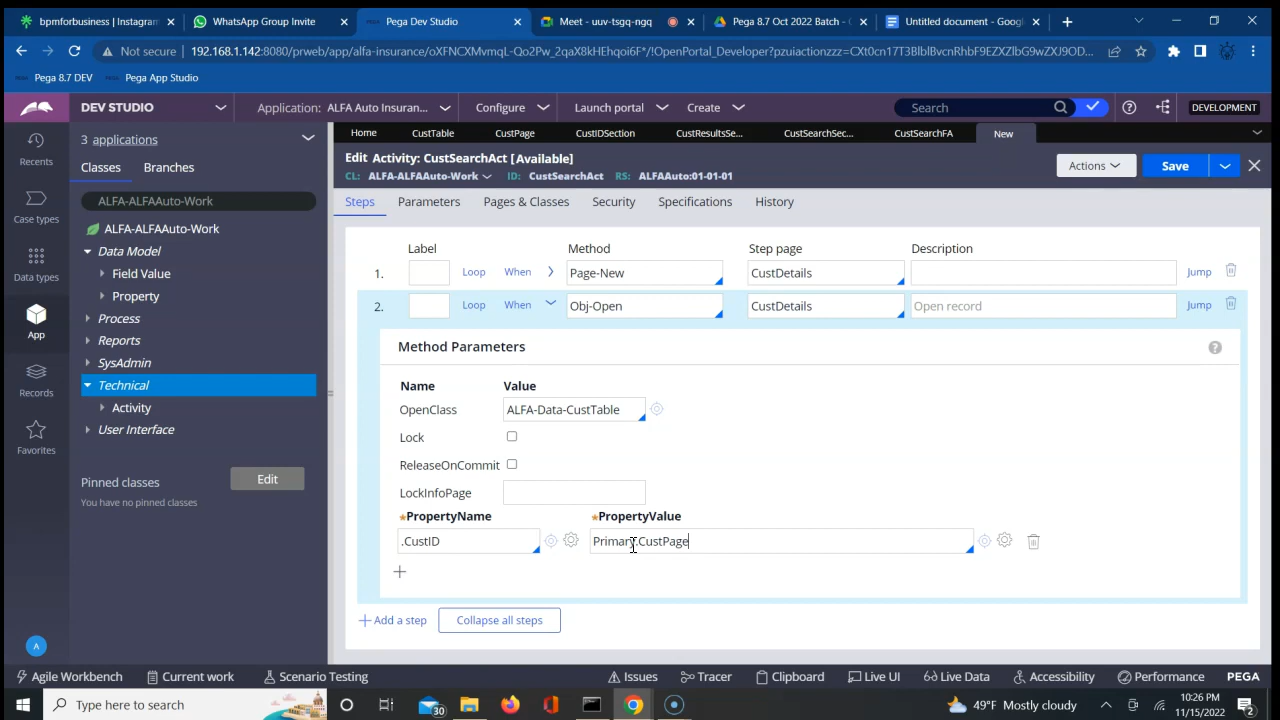 bpmforbusiness | Instagram
WhatsApp Group Invite
Pega Dev Studio
Meet - uuv-tsgq-ngq
Pega 8.7 Oct 2022 Batch -
Untitled document - Google
Not secure | 192.168.1.142:8080/prweb/app/alfa-insurance/oXFNCXMvmqL-Qo2Pw_2qaX8kHEhqoi6F*/!OpenPortal_Developer?pzuiactionzzz=CXt0cn17T3BlblBvcnRhbF9EZXZlbG9wZXJ9OD...
Pega 8.7 DEV
Pega App Studio
DEV STUDIO
Application: ALFA Auto Insuran...
Configure
Launch portal
Create
Search
DEVELOPMENT
Recents
Case types
Data types
App
Records
Favorites
A
3 applications
Classes
Branches
ALFA-ALFAAuto-Work
ALFA-ALFAAuto-Work
Data Model
Field Value
Property
Process
Reports
SysAdmin
Technical
Activity
User Interface
Pinned classes
Edit
You have no pinned classes
Home
CustTable
CustPage
CustIDSection
CustResultsSe...
CustSearchSec...
CustSearchFA
New
Edit Activity: CustSearchAct [Available]
CL: ALFA-ALFAAuto-Work ID: CustSearchAct RS: ALFAAuto:01-01-01
Actions
Save
Steps
Parameters
Pages & Classes
Security
Specifications
History
Label
Method
Step page
Description
1. Loop When Page-New CustDetails Jump
2. Loop When Obj-Open CustDetails Open record Jump
Method Parameters
Name Value
OpenClass ALFA-Data-CustTable
Lock
ReleaseOnCommit
LockInfoPage
*PropertyName *PropertyValue
.CustID Primary.CustPage
Add a step
Collapse all steps
Agile Workbench
Current work
Scenario Testing
Issues
Tracer
Clipboard
Live UI
Live Data
Accessibility
Performance
PEGA
Type here to search
30
49°F Mostly cloudy
10:26 PM
11/15/2022
2